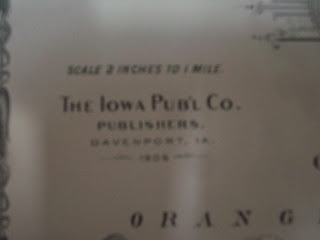 SCALE 2 INCHES TO 1 MILE.
THE IOWA PUB'L CO.
PUBLISHERS.
DAVENPORT, IA.
ORANG